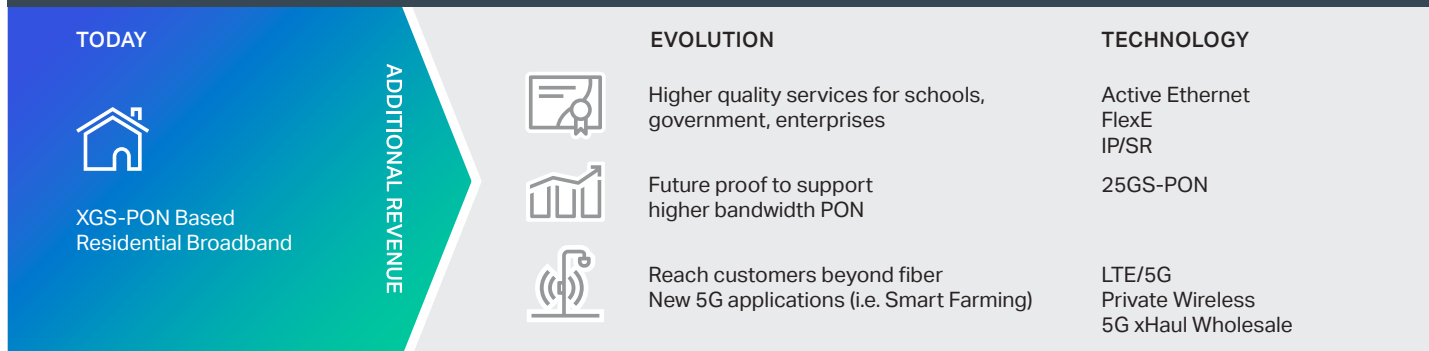 TODAY
XGS-PON Based
Residential Broadband
ADDITIONAL REVENUE
EVOLUTION
TECHNOLOGY
Higher quality services for schools,
government, enterprises
Active Ethernet
FlexE
IP/SR
Future proof to support
higher bandwidth PON
25GS-PON
Reach customers beyond fiber
New 5G applications (i.e. Smart Farming)
LTE/5G
Private Wireless
5G xHaul Wholesale